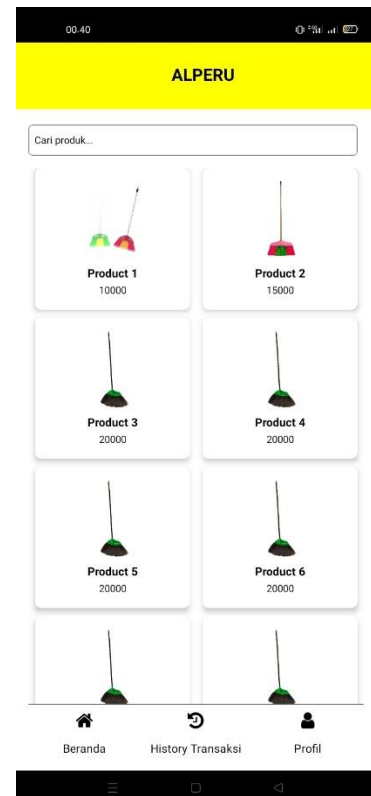 00.40
ALPERU
Cari produk...
Product 1
10000
Product 2
15000
Product 3
20000
Product 4
20000
Product 5
20000
Product 6
20000
Beranda
History Transaksi
Profil